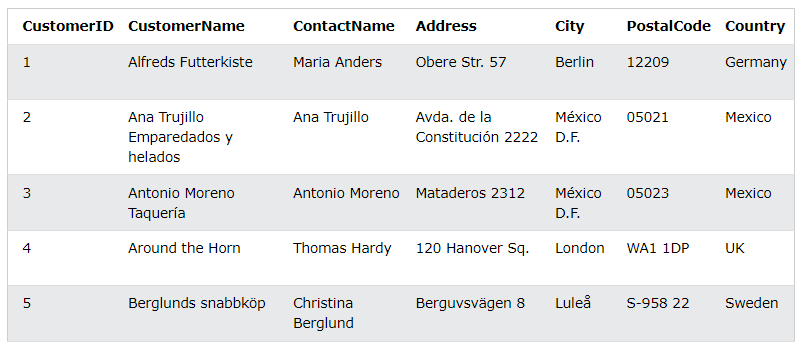 CustomerID CustomerName ContactName Address City PostalCode Country
1 Alfreds Futterkiste Maria Anders Obere Str. 57 Berlin 12209 Germany
2 Ana Trujillo Ana Trujillo Avda. de la México 05021 Mexico
Emparedados y Constitución 2222 D.F.
helados
3 Antonio Moreno Antonio Moreno Mataderos 2312 México 05023 Mexico
Taquería D.F.
4 Around the Horn Thomas Hardy 120 Hanover Sq. London WA1 1DP UK
5 Berglunds snabbköp Christina Berguvsvägen 8 Luleå S-958 22 Sweden
Berglund